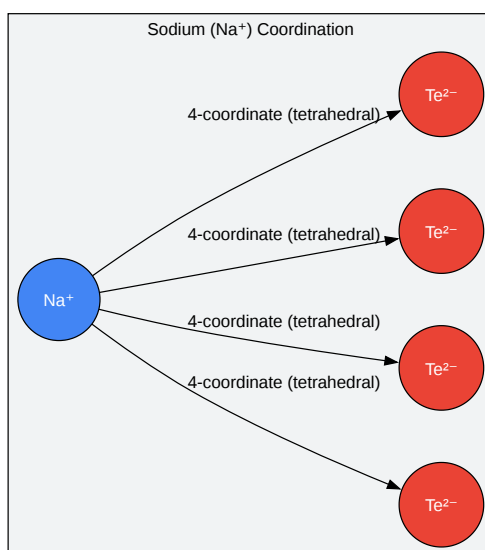 Sodium (Na⁺) Coordination
Te²⁻
4-coordinate (tetrahedral)
Te²⁻
4-coordinate (tetrahedral)
Na⁺
4-coordinate (tetrahedral)
Te²⁻
4-coordinate (tetrahedral)
Te²⁻